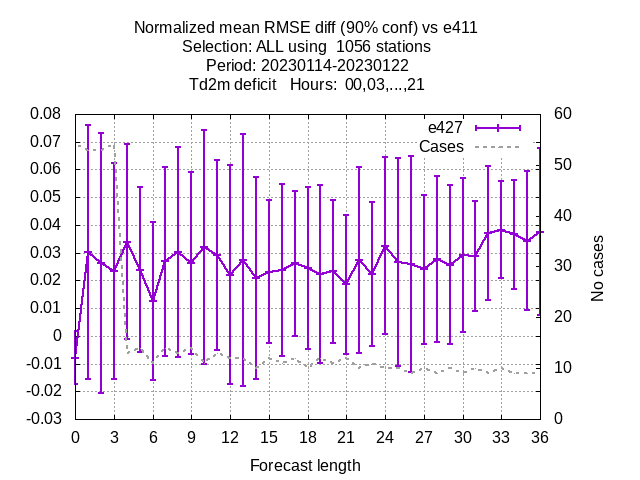 Normalized mean RMSE diff (90% conf) vs e411
Selection: ALL using  1056 stations
Period: 20230114-20230122
Td2m deficit   Hours:  00,03,...,21
0.08
0.07
0.06
0.05
0.04
0.03
0.02
0.01
0
-0.01
-0.02
-0.03
60
50
40
30
20
10
0
e427
Cases
No cases
0 3 6 9 12 15 18 21 24 27 30 33 36
Forecast length